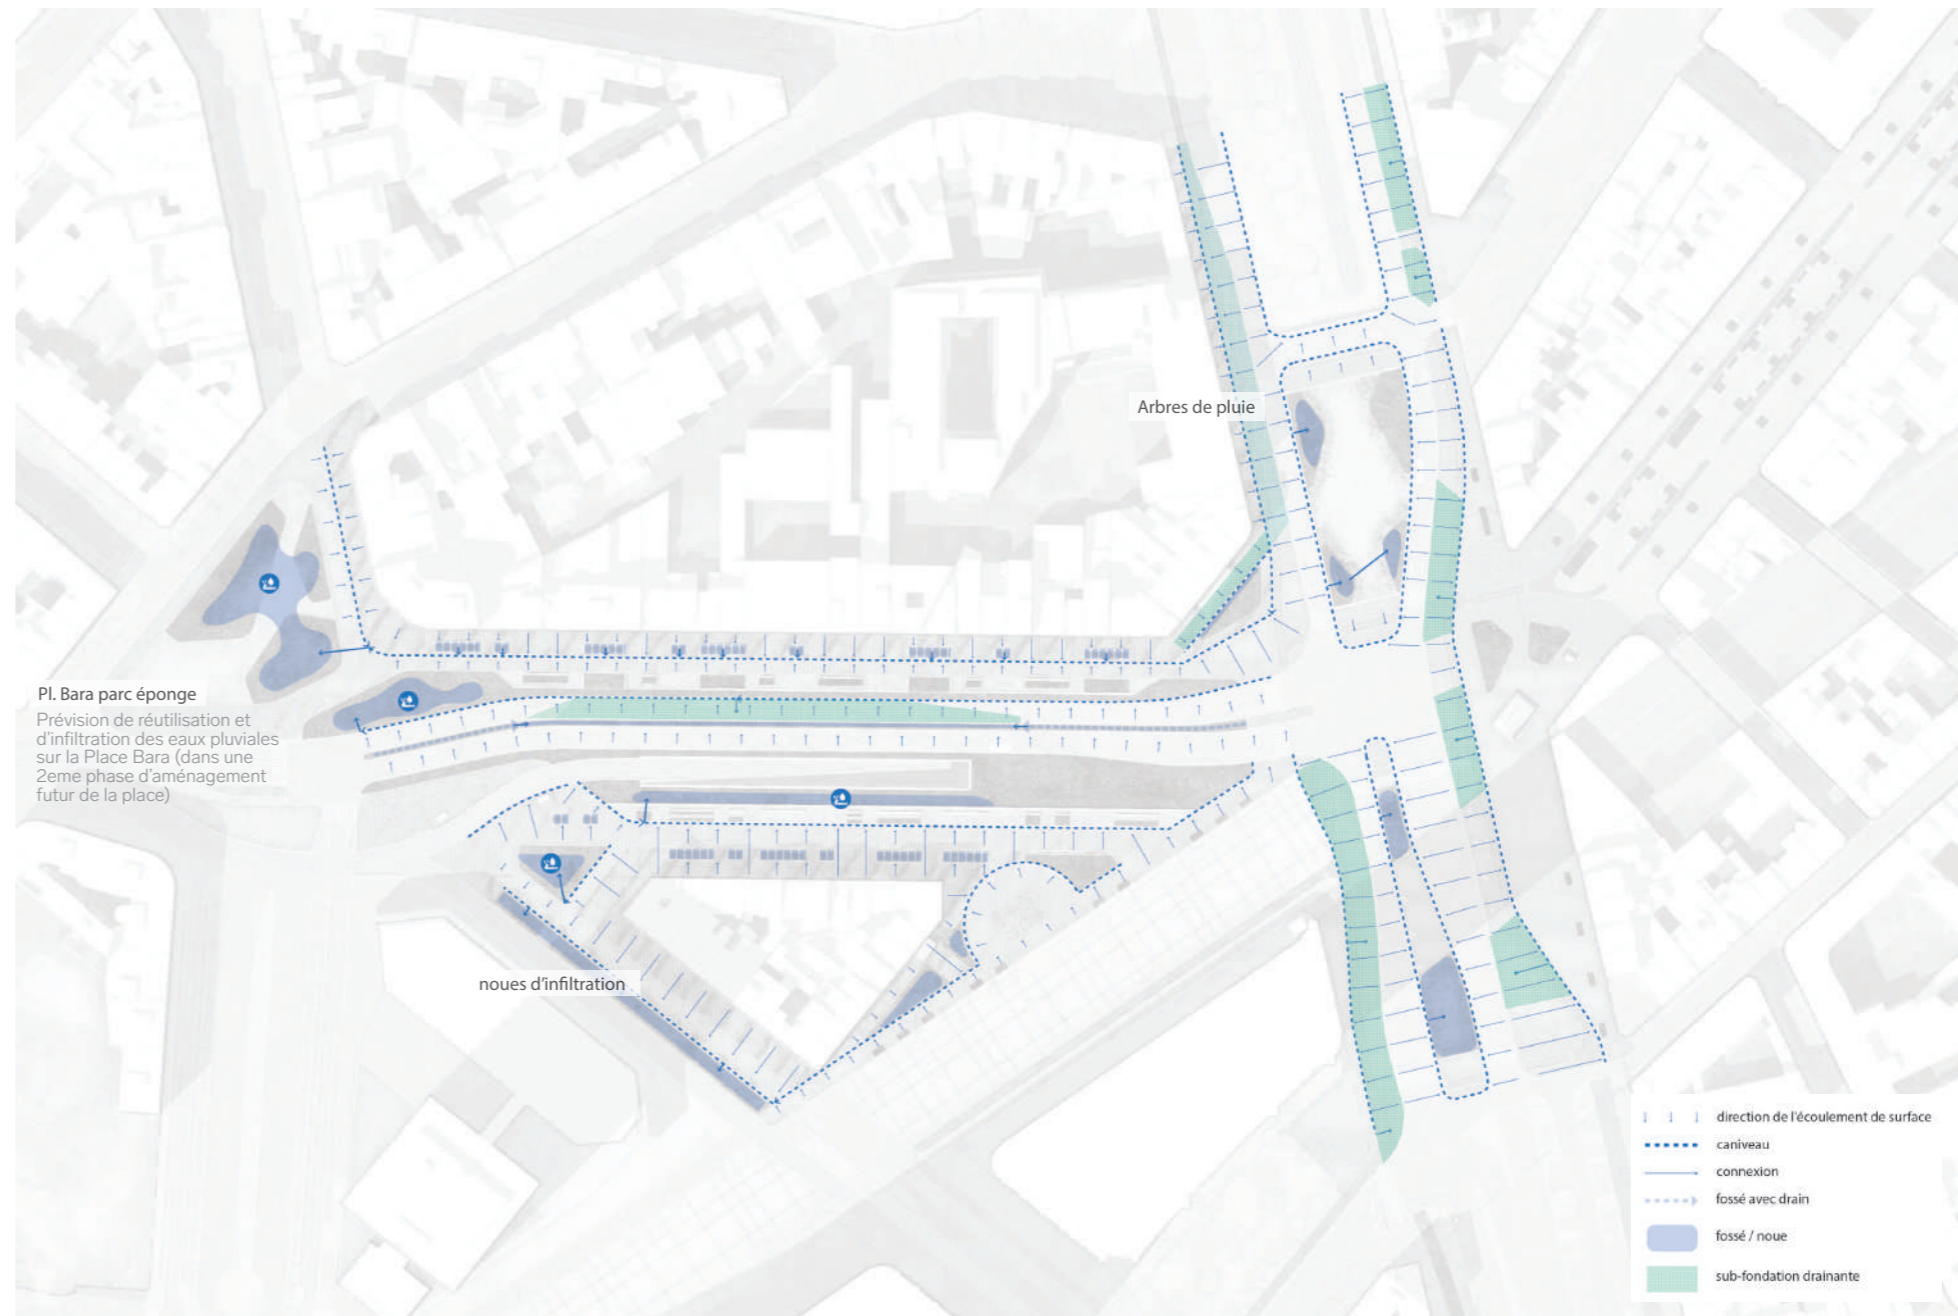 Arbres de pluie
Pl. Bara parc éponge
Prévision de réutilisation et
d'infiltration des eaux pluviales
sur la Place Bara (dans une
2eme phase d'aménagement
futur de la place)
noues d'infiltration
direction de l'écoulement de surface
caniveau
connexion
fossé avec drain
fossé / noue
sub-fondation drainante